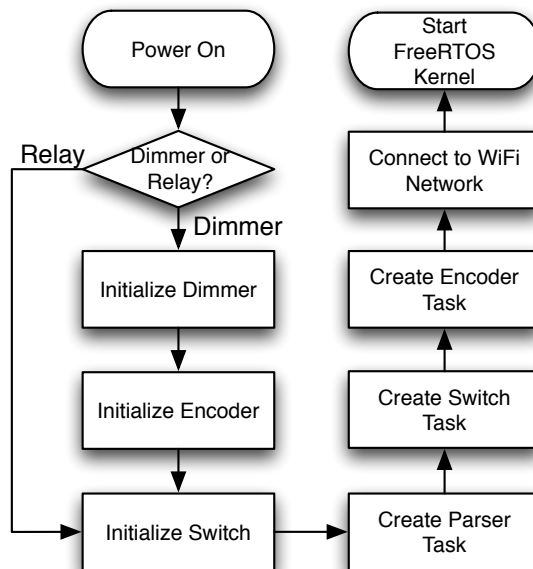 Power On
Dimmer or
Relay?
Relay
Dimmer
Initialize Dimmer
Initialize Encoder
Initialize Switch
Create Parser
Task
Create Switch
Task
Create Encoder
Task
Connect to WiFi
Network
Start
FreeRTOS
Kernel